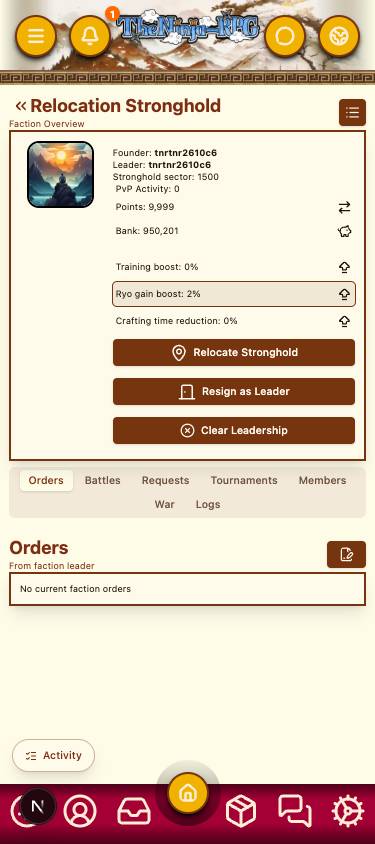 1
TheNinja-RPG
Relocation Stronghold
Faction Overview
Founder: tnrtnr2610c6
Leader: tnrtnr2610c6
Stronghold sector: 1500
PvP Activity: 0
Points: 9,999
Bank: 950,201
Training boost: 0%
Ryo gain boost: 2%
Crafting time reduction: 0%
Relocate Stronghold
Resign as Leader
Clear Leadership
Orders Battles Requests Tournaments Members
War Logs
Orders
From faction leader
No current faction orders
Activity
N